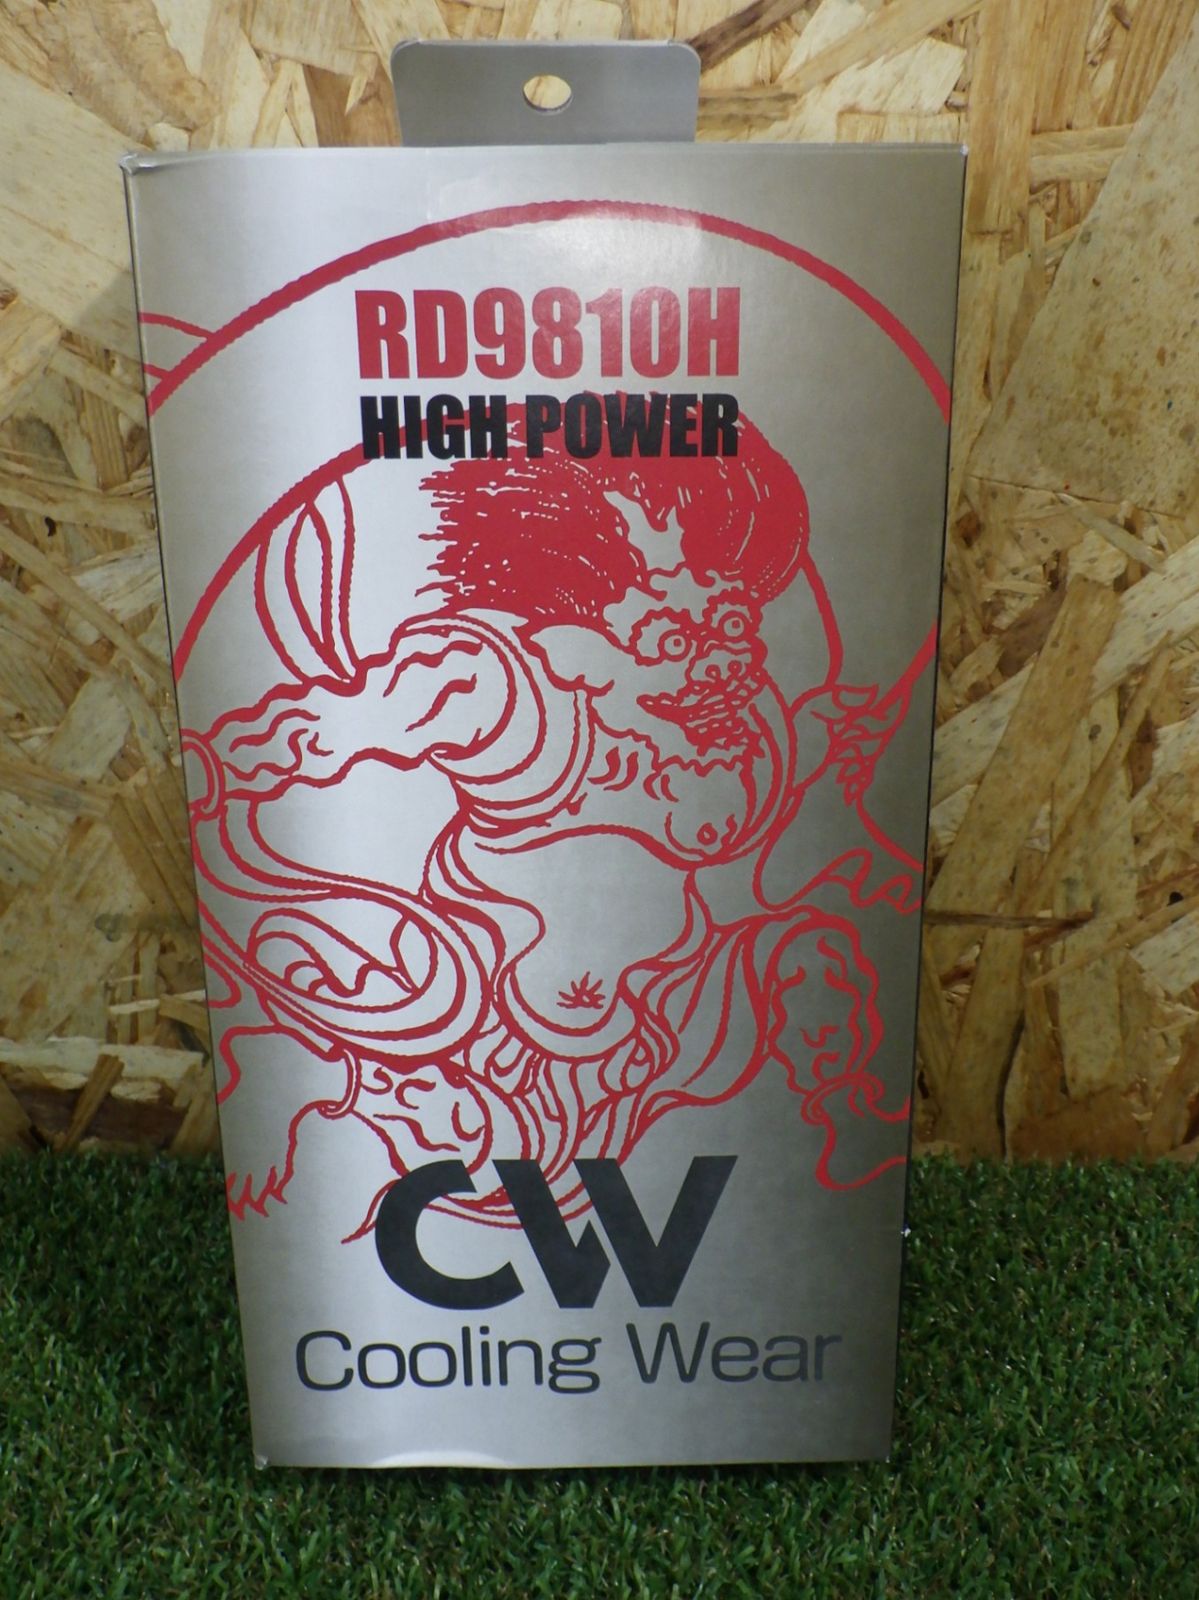 RD9810H
HIGH POWER
CW
Cooling Wear